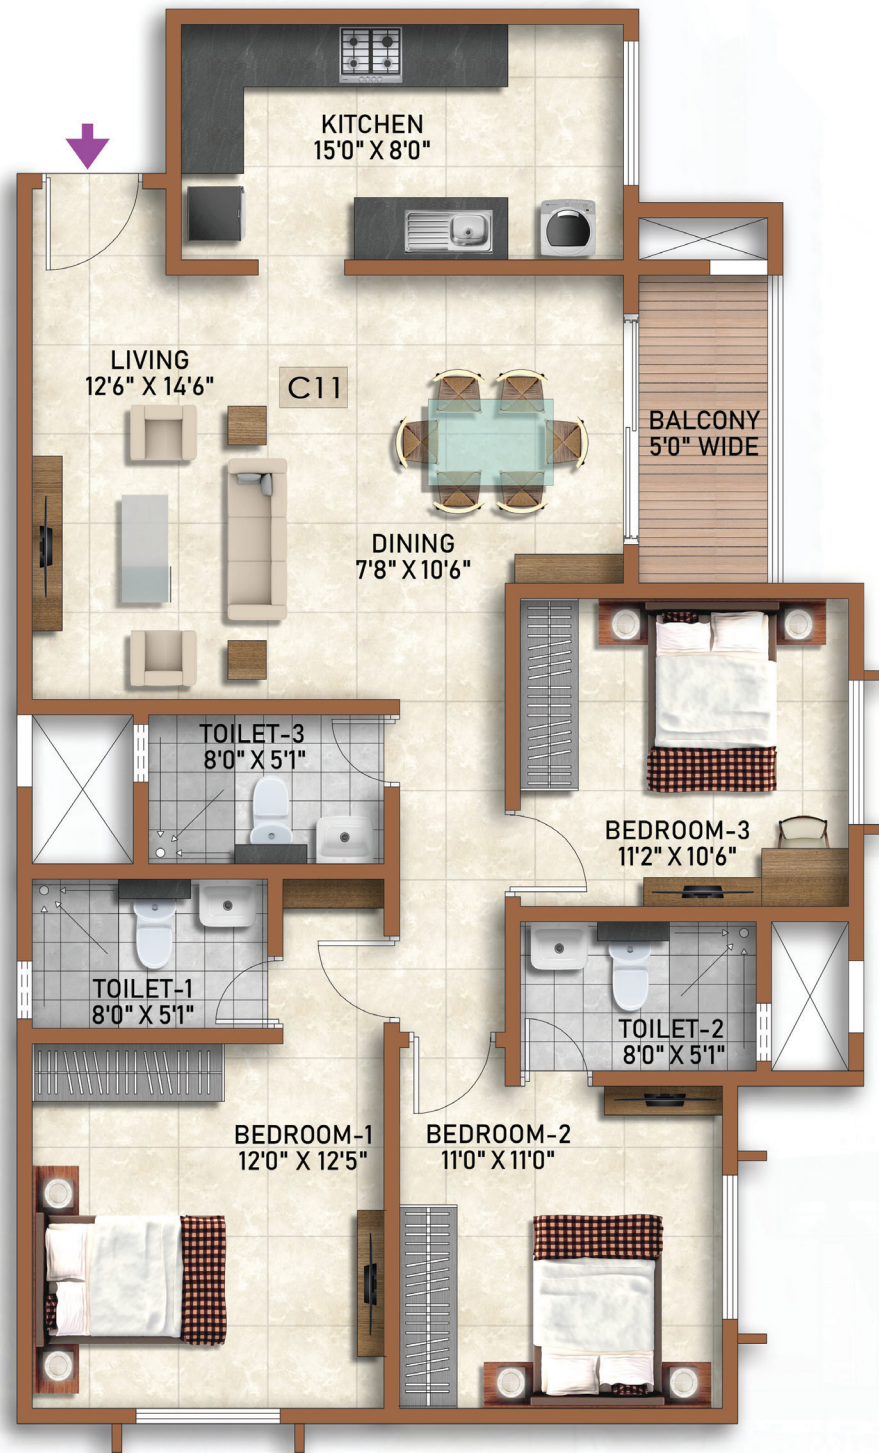 KITCHEN
15'0" X 8'0"
LIVING
12'6" X 14'6"
C11
BALCONY
5'0" WIDE
DINING
7'8" X 10'6"
TOILET-3
8'0" X 5'1"
BEDROOM-3
11'2" X 10'6"
TOILET-1
8'0" X 5'1"
TOILET-2
8'0" X 5'1"
BEDROOM-1
12'0" X 12'5"
BEDROOM-2
11'0" X 11'0"